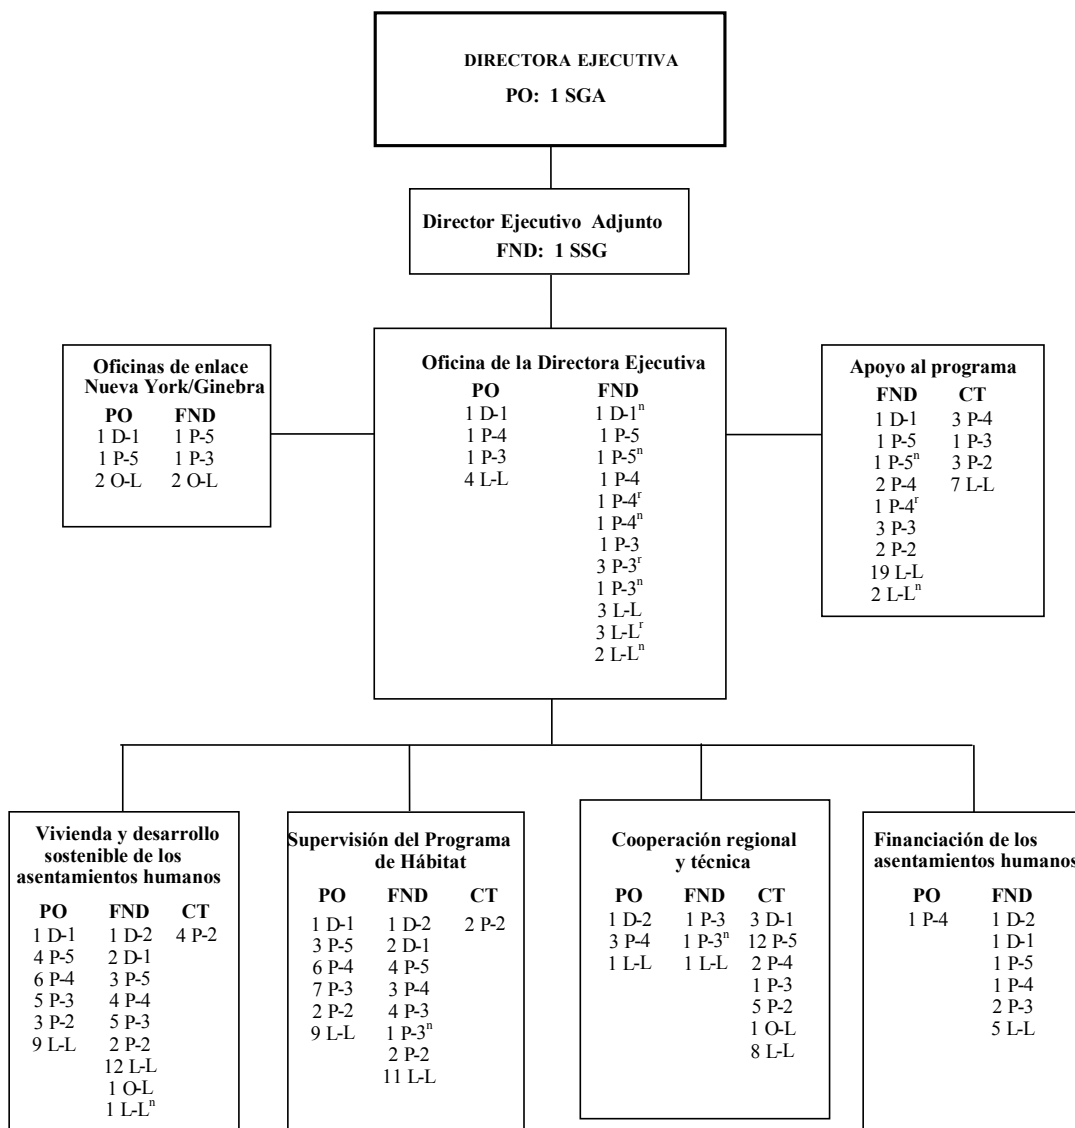 DIRECTORA EJECUTIVA
PO: 1 SGA
Director Ejecutivo Adjunto
FND: 1 SSG
Oficinas de enlace
Nueva York/Ginebra
PO FND
1 D-1 1 P-5
1 P-5 1 P-3
2 O-L 2 O-L
Oficina de la Directora Ejecutiva
PO FND
1 D-1 1 D-1ⁿ
1 P-4 1 P-5
1 P-3 1 P-5ⁿ
4 L-L 1 P-4
1 P-4ʳ
1 P-4ⁿ
1 P-3
3 P-3ʳ
1 P-3ⁿ
3 L-L
3 L-Lʳ
2 L-Lⁿ
Apoyo al programa
FND CT
1 D-1 3 P-4
1 P-5 1 P-3
1 P-5ⁿ 3 P-2
2 P-4 7 L-L
1 P-4ʳ
3 P-3
2 P-2
19 L-L
2 L-Lⁿ
Vivienda y desarrollo
sostenible de los
asentamientos humanos
PO FND CT
1 D-1 1 D-2 4 P-2
4 P-5 2 D-1
6 P-4 3 P-5
5 P-3 4 P-4
3 P-2 5 P-3
9 L-L 2 P-2
12 L-L
1 O-L
1 L-Lⁿ
Supervisión del Programa
de Hábitat
PO FND CT
1 D-1 1 D-2 2 P-2
3 P-5 2 D-1
6 P-4 4 P-5
7 P-3 3 P-4
2 P-2 4 P-3
9 L-L 1 P-3ⁿ
2 P-2
11 L-L
Cooperación regional
y técnica
PO FND CT
1 D-2 1 P-3 3 D-1
3 P-4 1 P-3ⁿ 12 P-5
1 L-L 1 L-L 2 P-4
1 P-3
5 P-2
1 O-L
8 L-L
Financiación de los
asentamientos humanos
PO FND
1 P-4 1 D-2
1 D-1
1 P-5
1 P-4
2 P-3
5 L-L